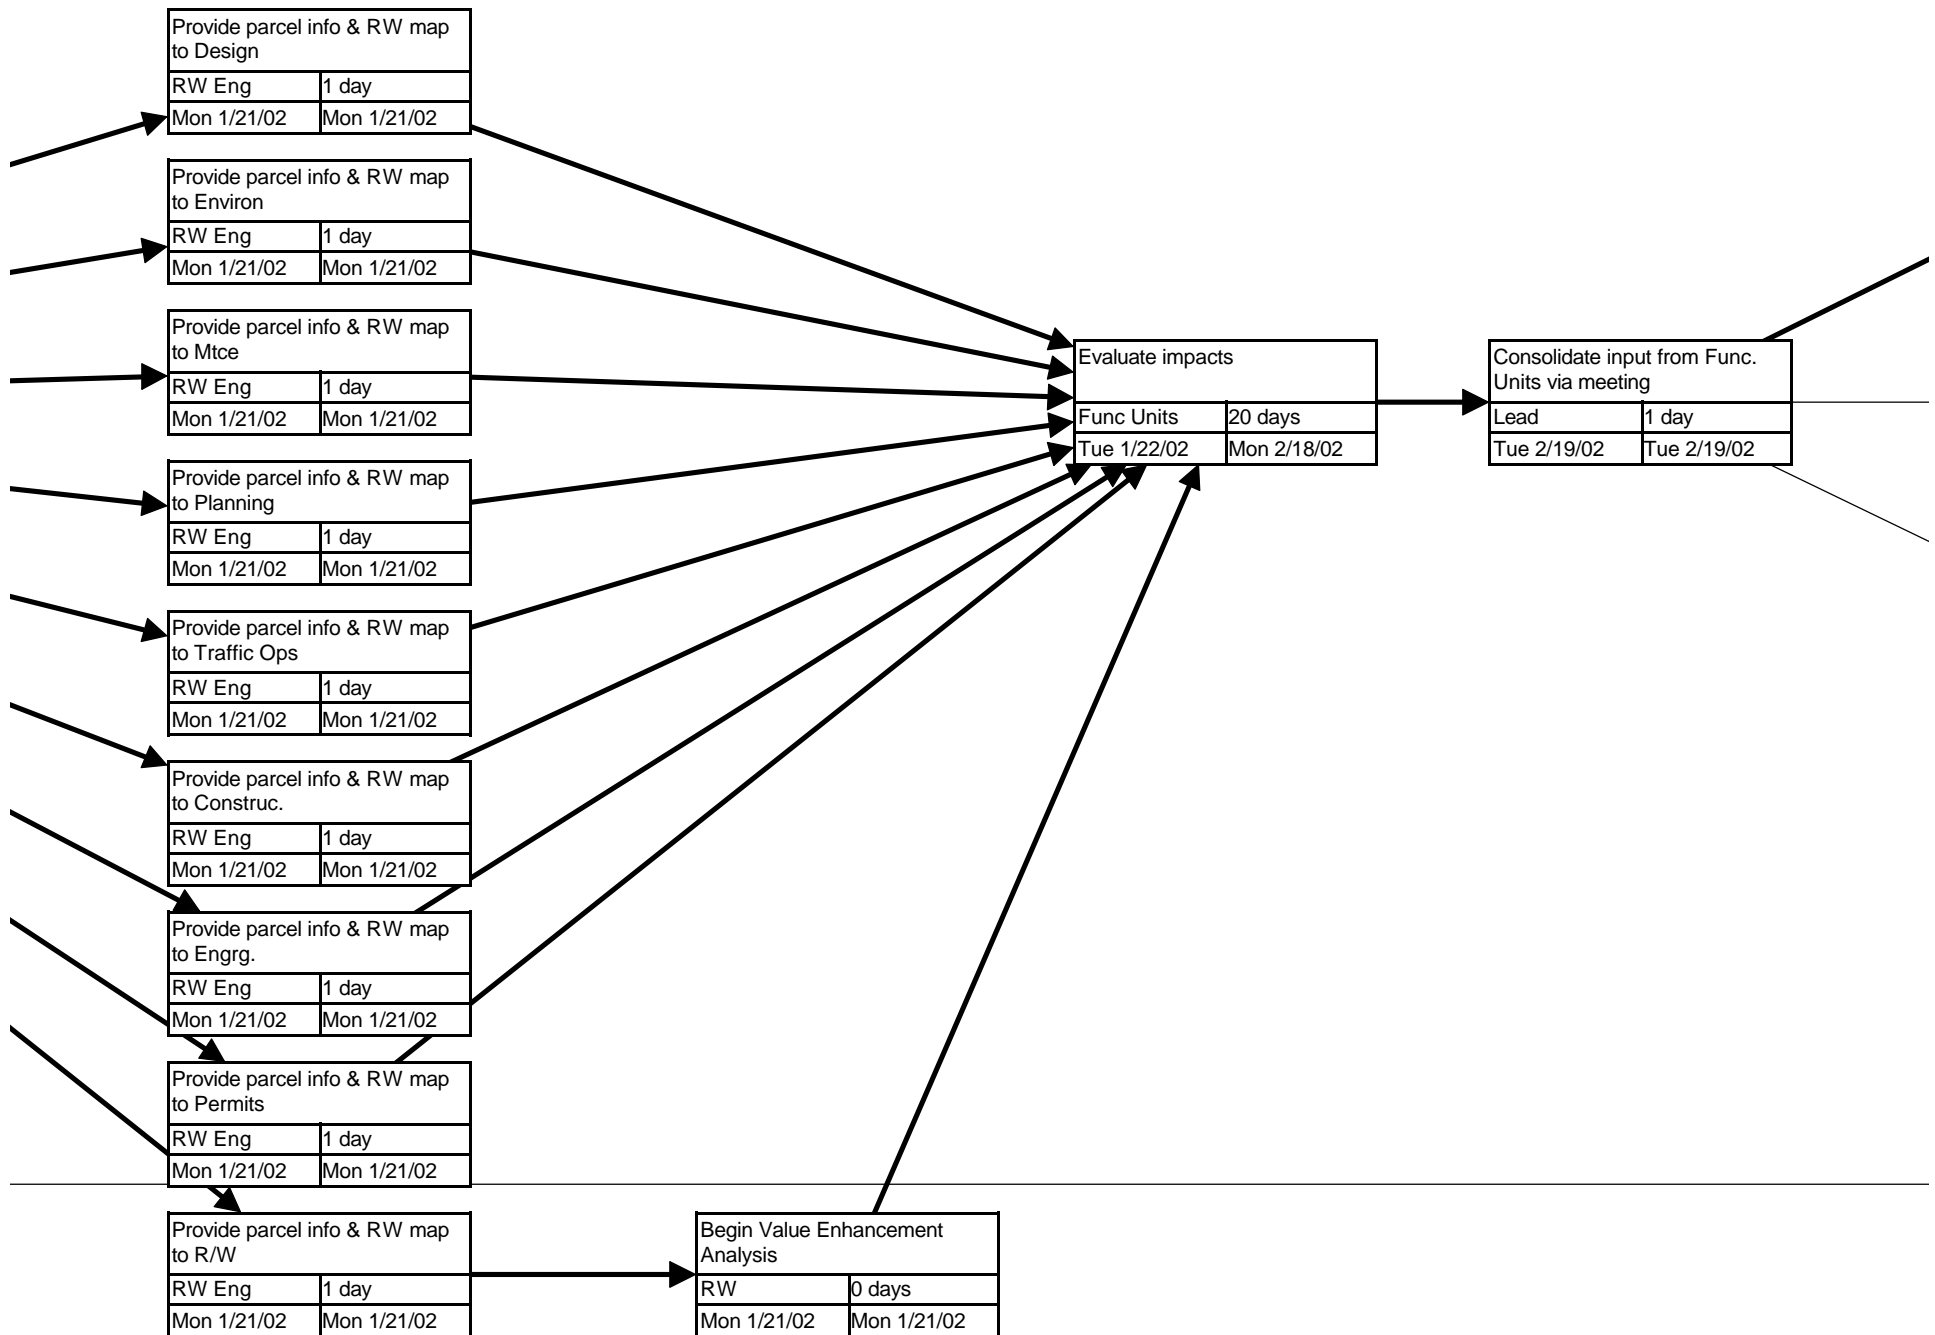 Provide parcel info & RW map
to Design
RW Eng 1 day
Mon 1/21/02 Mon 1/21/02
Provide parcel info & RW map
to Environ
RW Eng 1 day
Mon 1/21/02 Mon 1/21/02
Provide parcel info & RW map
to Mtce
RW Eng 1 day
Mon 1/21/02 Mon 1/21/02
Provide parcel info & RW map
to Planning
RW Eng 1 day
Mon 1/21/02 Mon 1/21/02
Provide parcel info & RW map
to Traffic Ops
RW Eng 1 day
Mon 1/21/02 Mon 1/21/02
Provide parcel info & RW map
to Construc.
RW Eng 1 day
Mon 1/21/02 Mon 1/21/02
Provide parcel info & RW map
to Engrg.
RW Eng 1 day
Mon 1/21/02 Mon 1/21/02
Provide parcel info & RW map
to Permits
RW Eng 1 day
Mon 1/21/02 Mon 1/21/02
Provide parcel info & RW map
to R/W
RW Eng 1 day
Mon 1/21/02 Mon 1/21/02
Begin Value Enhancement
Analysis
RW 0 days
Mon 1/21/02 Mon 1/21/02
Evaluate impacts
Func Units 20 days
Tue 1/22/02 Mon 2/18/02
Consolidate input from Func.
Units via meeting
Lead 1 day
Tue 2/19/02 Tue 2/19/02